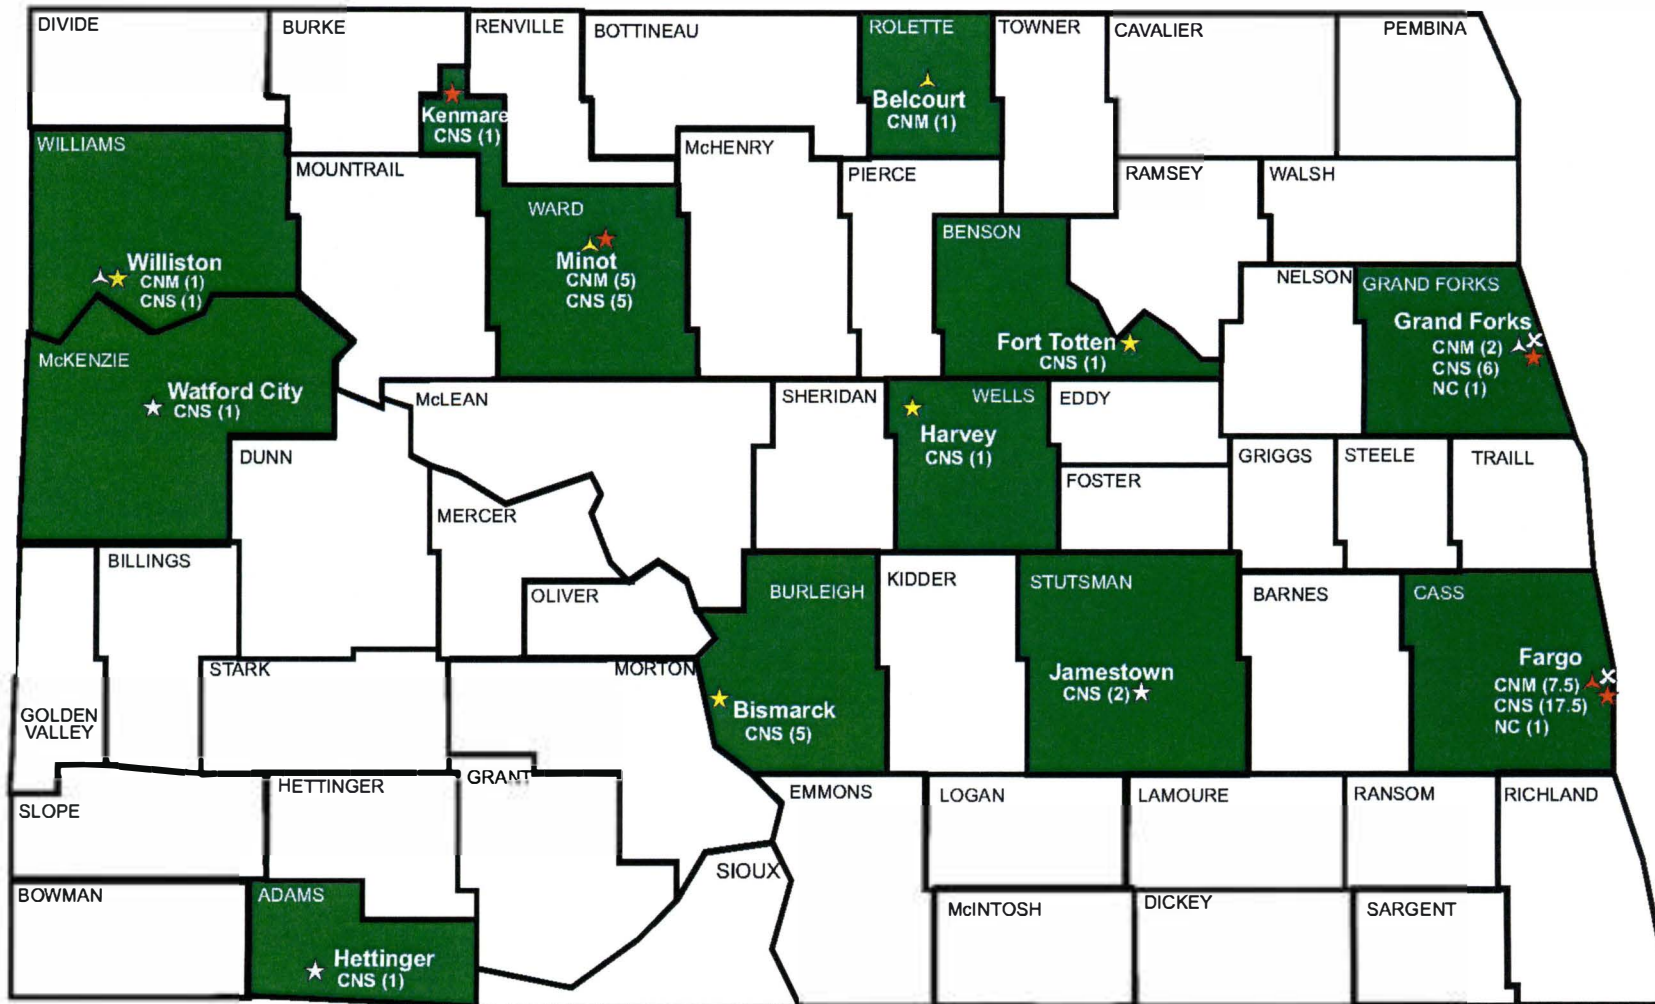 DIVIDE
BURKE
RENVILLE
BOTTINEAU
ROLETTE
TOWNER
CAVALIER
PEMBINA
Belcourt
CNM (1)
Kenmare
CNS (1)
WILLIAMS
MOUNTRAIL
McHENRY
PIERCE
RAMSEY
WALSH
WARD
Minot
CNM (5)
CNS (5)
BENSON
Williston
CNM (1)
CNS (1)
NELSON
GRAND FORKS
Grand Forks
CNM (2)
CNS (6)
NC (1)
Fort Totten
CNS (1)
McKENZIE
Watford City
CNS (1)
McLEAN
SHERIDAN
WELLS
EDDY
Harvey
CNS (1)
DUNN
GRIGGS
STEELE
TRAILL
FOSTER
MERCER
BILLINGS
OLIVER
BURLEIGH
KIDDER
STUTSMAN
BARNES
CASS
STARK
MORTON
Jamestown
CNS (2)
Fargo
CNM (7.5)
CNS (17.5)
NC (1)
GOLDEN
VALLEY
Bismarck
CNS (5)
HETTINGER
GRANT
EMMONS
LOGAN
LAMOURE
RANSOM
RICHLAND
SLOPE
SIOUX
BOWMAN
ADAMS
McINTOSH
DICKEY
SARGENT
Hettinger
CNS (1)